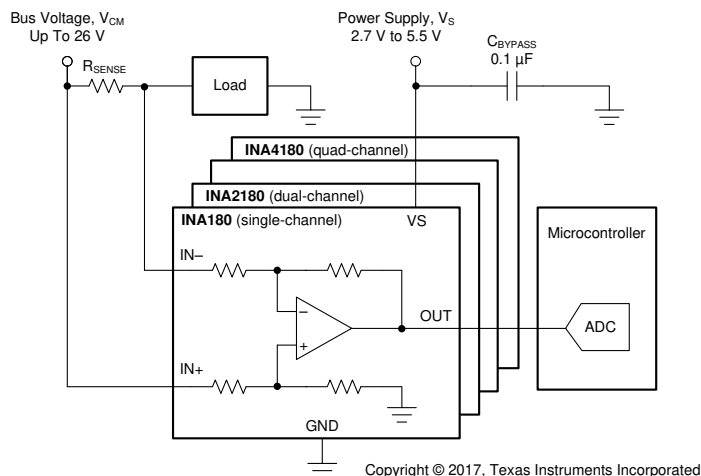 Bus Voltage, VCM
Up To 26 V
Power Supply, VS
2.7 V to 5.5 V
CBYPASS
0.1 µF
RSENSE
Load
INA4180 (quad-channel)
INA2180 (dual-channel)
INA180 (single-channel)
VS
Microcontroller
IN–
–
OUT
ADC
+
IN+
GND
Copyright © 2017, Texas Instruments Incorporated